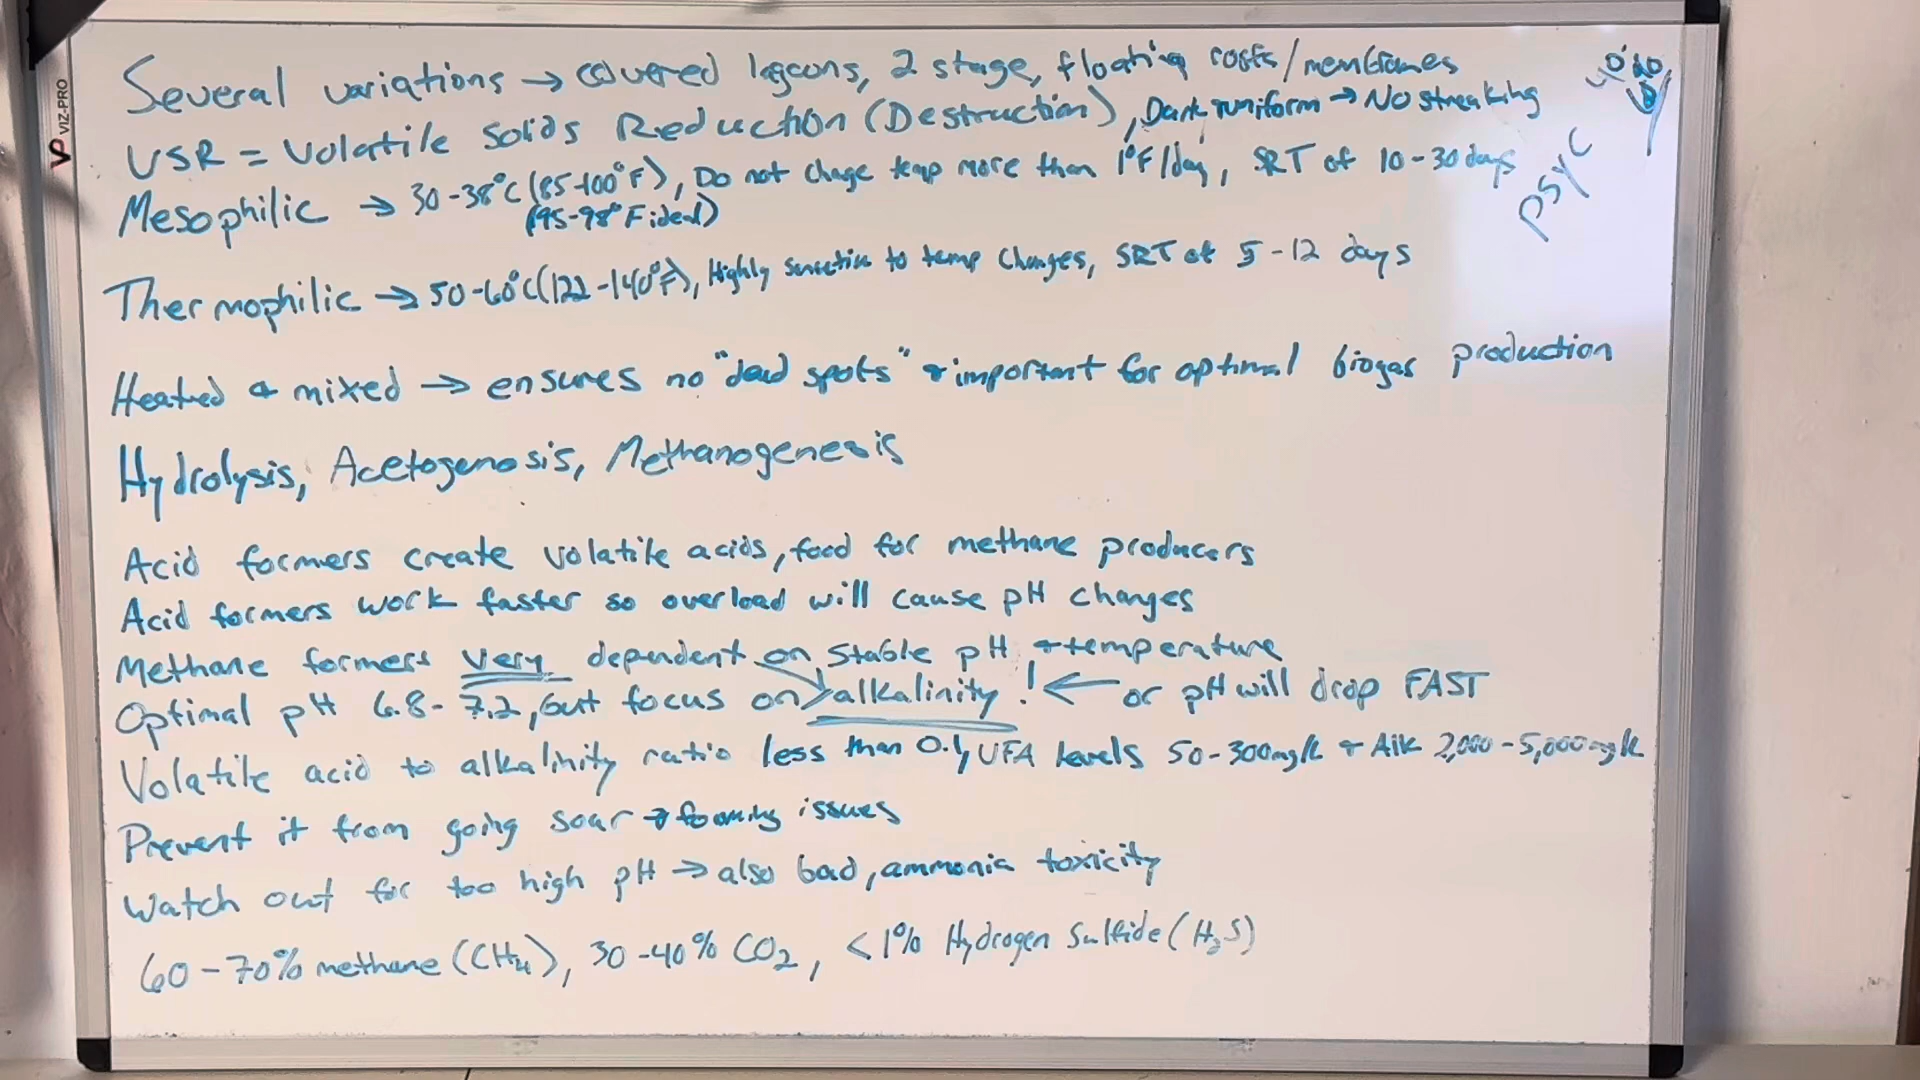 Several variations → covered lagoons, 2 stage, floating roofs/membranes
VSR = Volatile Solids Reduction (Destruction), Dark + uniform → No streaking
Mesophilic → 30-38°C (85-100°F), Do not change temp more than 1°F/day, SRT of 10-30 days
(95-98°F ideal)
Thermophilic → 50-60°C (122-140°F), Highly sensitive to temp changes, SRT of 5-12 days
Heated & mixed → ensures no "dead spots" & important for optimal biogas production
Hydrolysis, Acetogenosis, Methanogenesis
Acid formers create volatile acids, food for methane producers
Acid formers work faster so overload will cause pH changes
Methane formers very dependent on stable pH + temperature
Optimal pH 6.8-7.2, but focus on alkalinity! ← or pH will drop FAST
Volatile acid to alkalinity ratio less than 0.1, VFA levels 50-300mg/L + Alk 2,000-5,000mg/L
Prevent it from going sour → foaming issues
Watch out for too high pH → also bad, ammonia toxicity
60-70% methane (CH4), 30-40% CO2, <1% Hydrogen Sulfide (H2S)
PSYC
VIZ-PRO